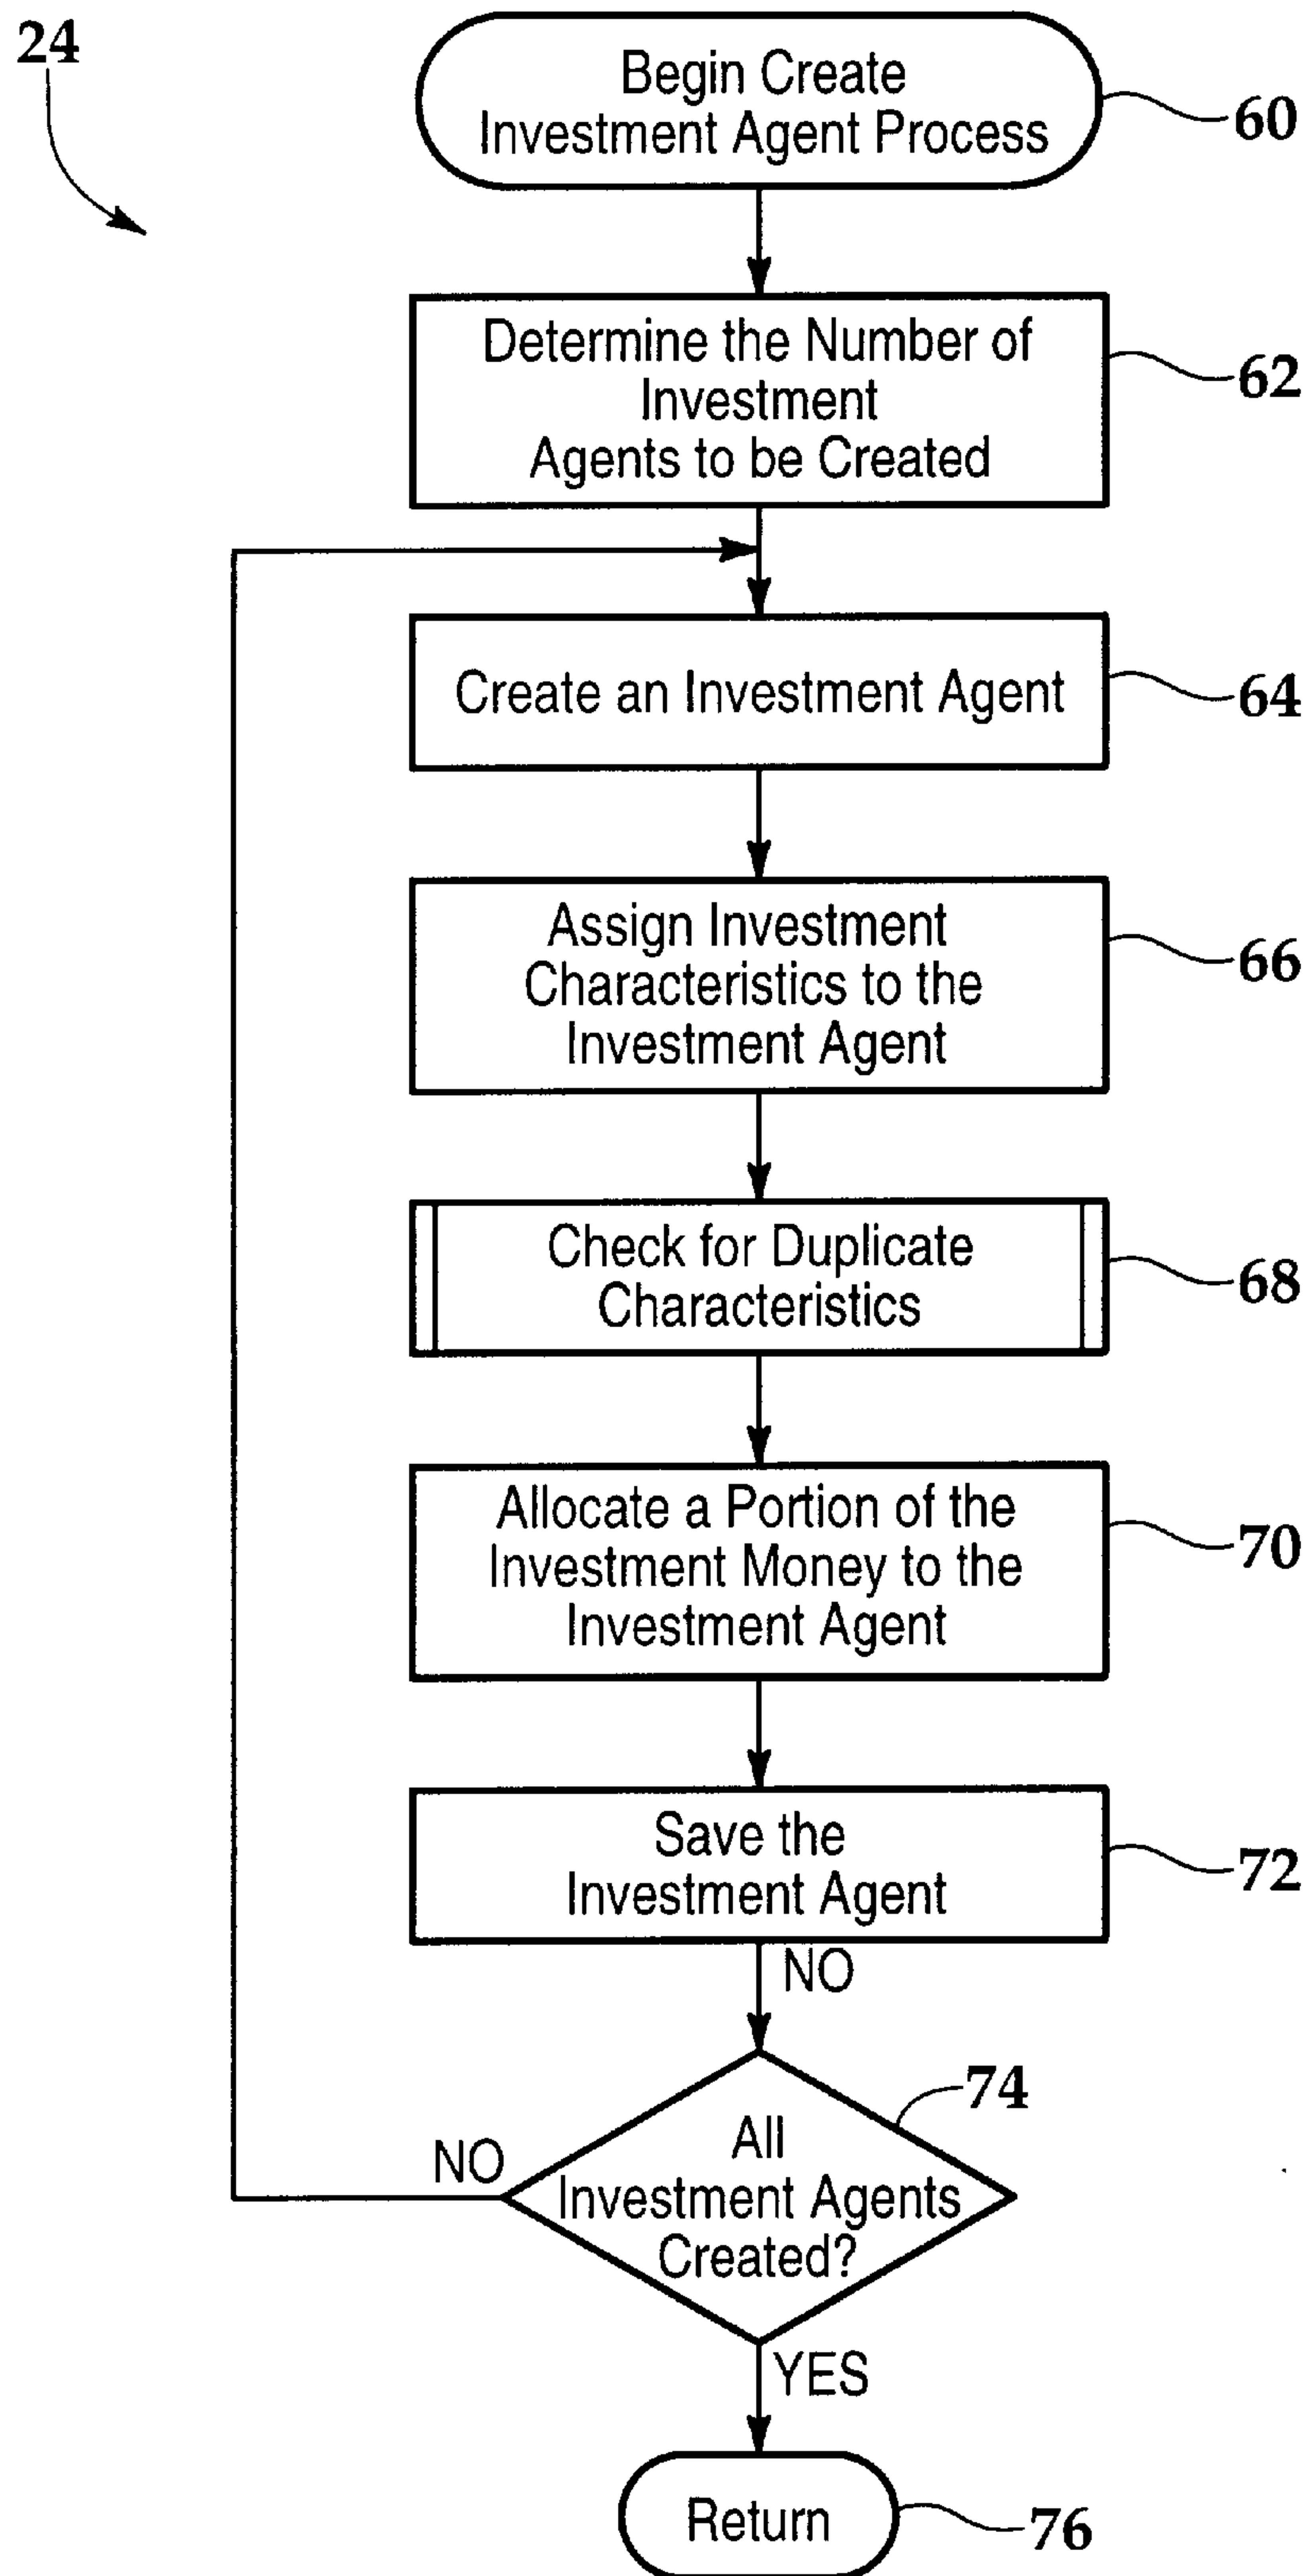 24
Begin Create
Investment Agent Process
60
Determine the Number of
Investment
Agents to be Created
62
Create an Investment Agent
64
Assign Investment
Characteristics to the
Investment Agent
66
Check for Duplicate
Characteristics
68
Allocate a Portion of the
Investment Money to the
Investment Agent
70
Save the
Investment Agent
72
NO
74
NO
All
Investment Agents
Created?
YES
Return
76